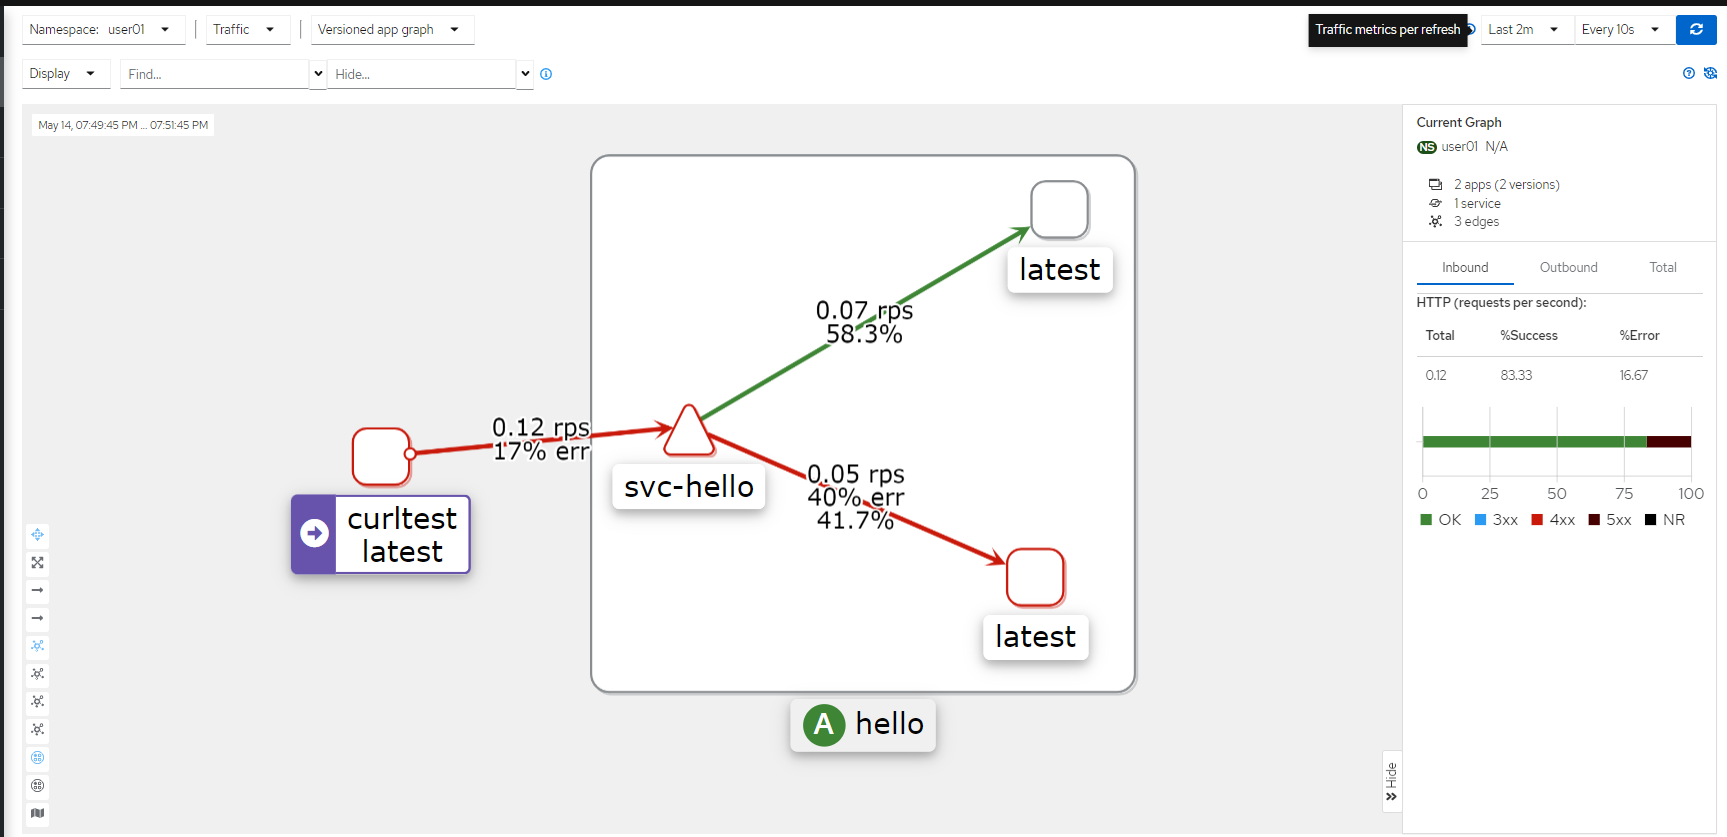 Namespace: user01
Traffic
Versioned app graph
Traffic metrics per refresh
Last 2m
Every 10s
Display
Find...
Hide...
May 14, 07:49:45 PM ... 07:51:45 PM
latest
0.07 rps
58.3%
0.12 rps
17% err
svc-hello
0.05 rps
40% err
41.7%
curltest
latest
latest
A hello
Current Graph
NS user01 N/A
2 apps (2 versions)
1 service
3 edges
Inbound Outbound Total
HTTP (requests per second):
Total %Success %Error
0.12 83.33 16.67
0 25 50 75 100
OK 3xx 4xx 5xx NR
Hide